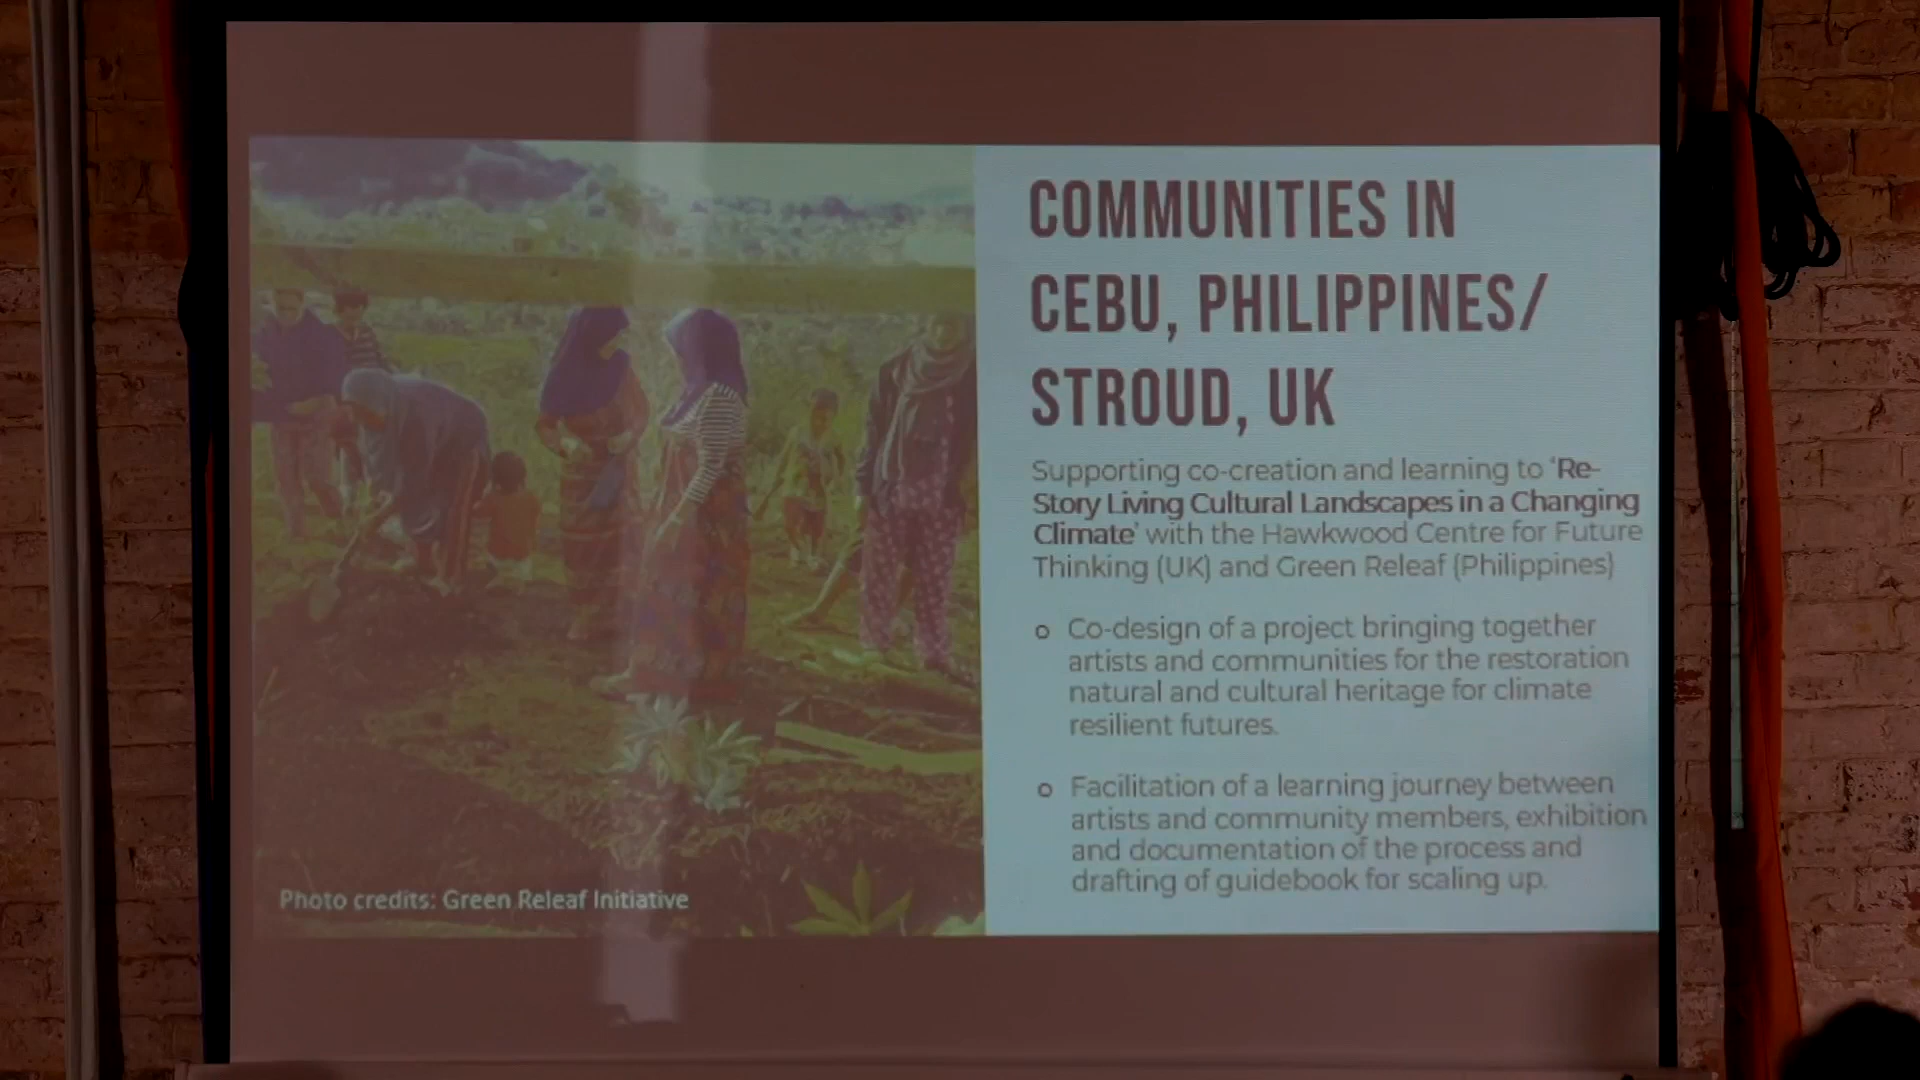 COMMUNITIES IN
CEBU, PHILIPPINES/
STROUD, UK
Supporting co-creation and learning to 'Re-
Story Living Cultural Landscapes in a Changing
Climate' with the Hawkwood Centre for Future
Thinking (UK) and Green Releaf (Philippines)
o Co-design of a project bringing together
artists and communities for the restoration
natural and cultural heritage for climate
resilient futures.
o Facilitation of a learning journey between
artists and community members, exhibition
and documentation of the process and
drafting of guidebook for scaling up.
Photo credits: Green Releaf Initiative